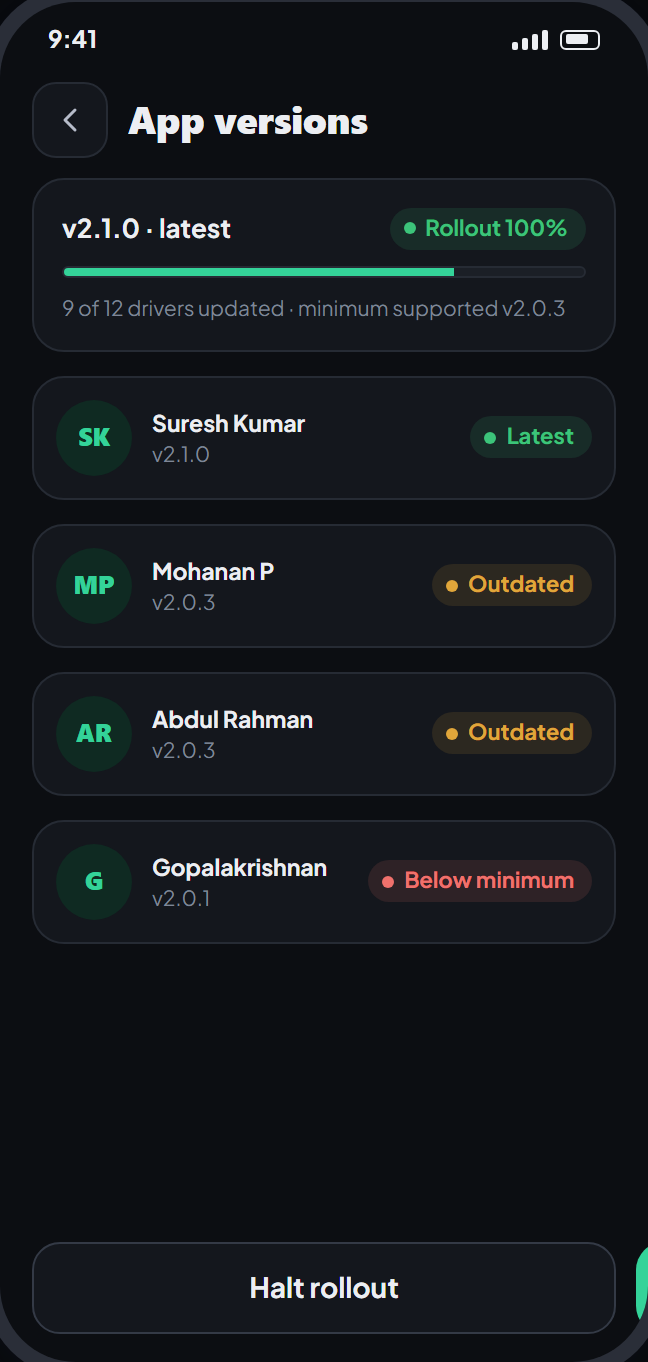 9:41
App versions
v2.1.0 · latest
Rollout 100%
9 of 12 drivers updated · minimum supported v2.0.3
SK
Suresh Kumar
v2.1.0
Latest
MP
Mohanan P
v2.0.3
Outdated
AR
Abdul Rahman
v2.0.3
Outdated
G
Gopalakrishnan
v2.0.1
Below minimum
Halt rollout